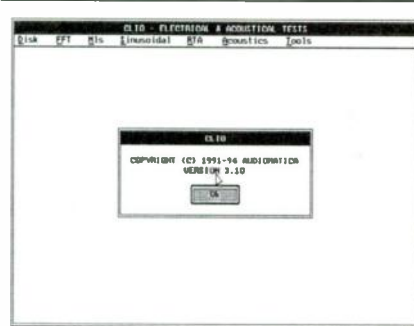 CLIO - ELECTRICAL & ACOUSTICAL TESTS
Disk FFT Mls Sinusoidal RTA Acoustics Tools
CLIO
COPYRIGHT (C) 1991-94 AUDIOMATICA
VERSION 3.10
Ok